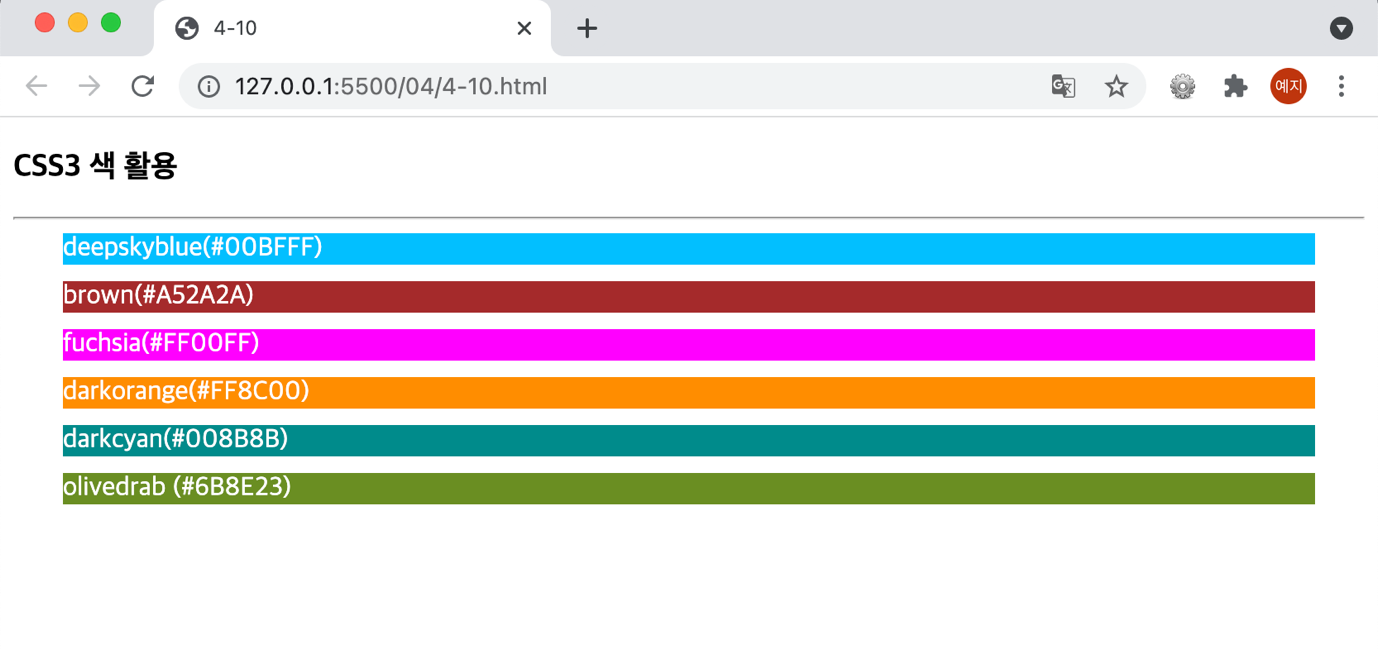 4-10
127.0.0.1:5500/04/4-10.html
예지
CSS3 색 활용
deepskyblue(#00BFFF)
brown(#A52A2A)
fuchsia(#FF00FF)
darkorange(#FF8C00)
darkcyan(#008B8B)
olivedrab (#6B8E23)